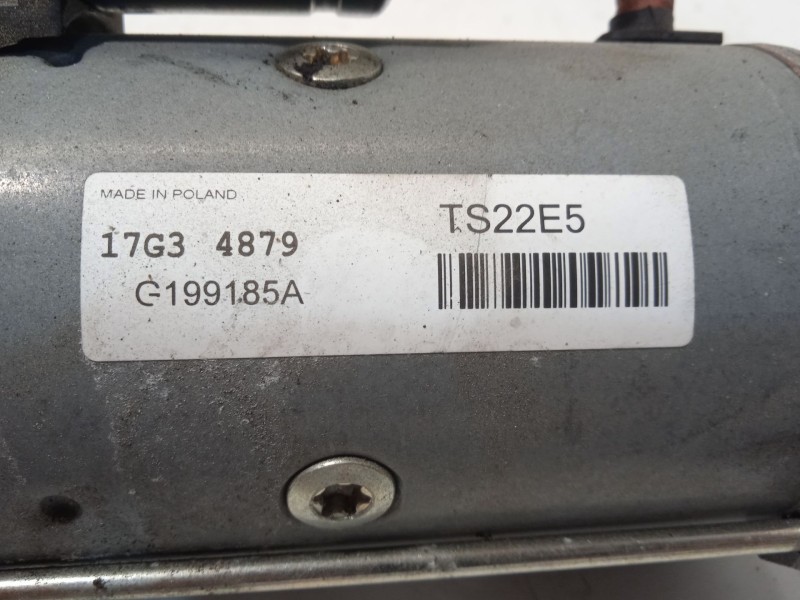 MADE IN POLAND
17G3 4879
G199185A
TS22E5